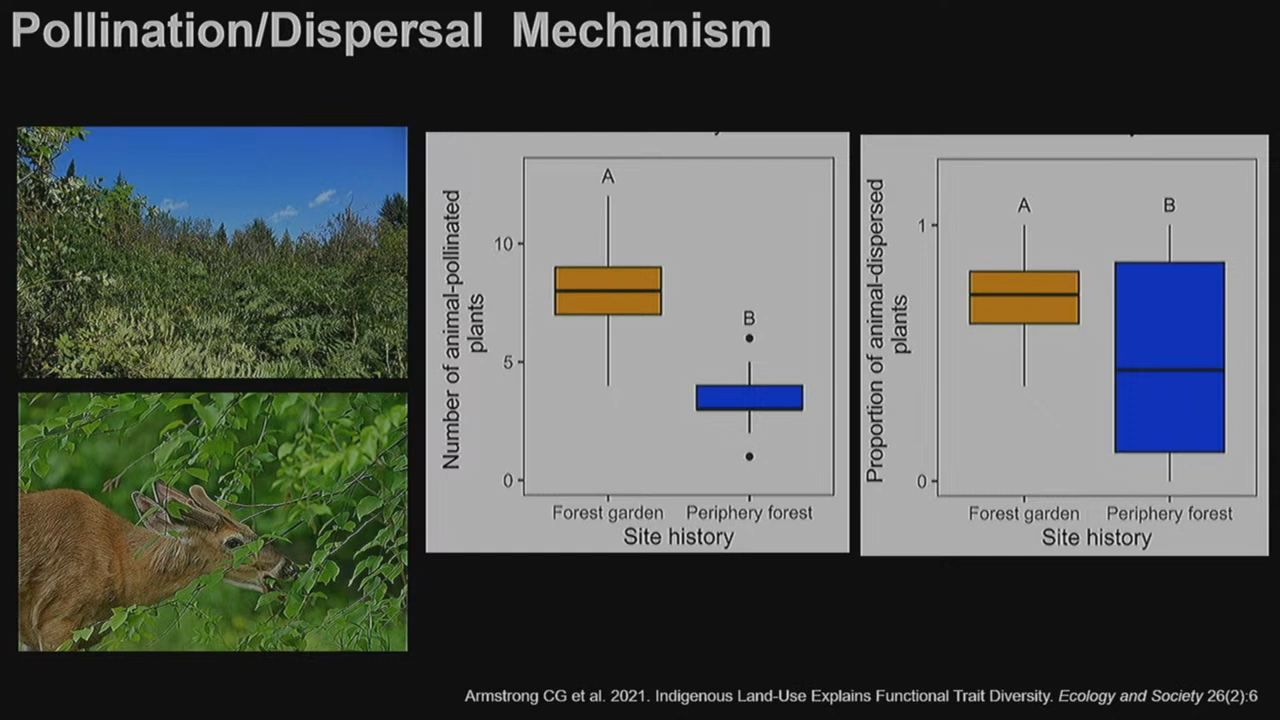 Pollination/Dispersal Mechanism
Number of animal-pollinated
plants
10
5
0
A
B
Forest garden
Periphery forest
Site history
Proportion of animal-dispersed
plants
1
0
A
B
Forest garden
Periphery forest
Site history
Armstrong CG et al. 2021. Indigenous Land-Use Explains Functional Trait Diversity. Ecology and Society 26(2):6